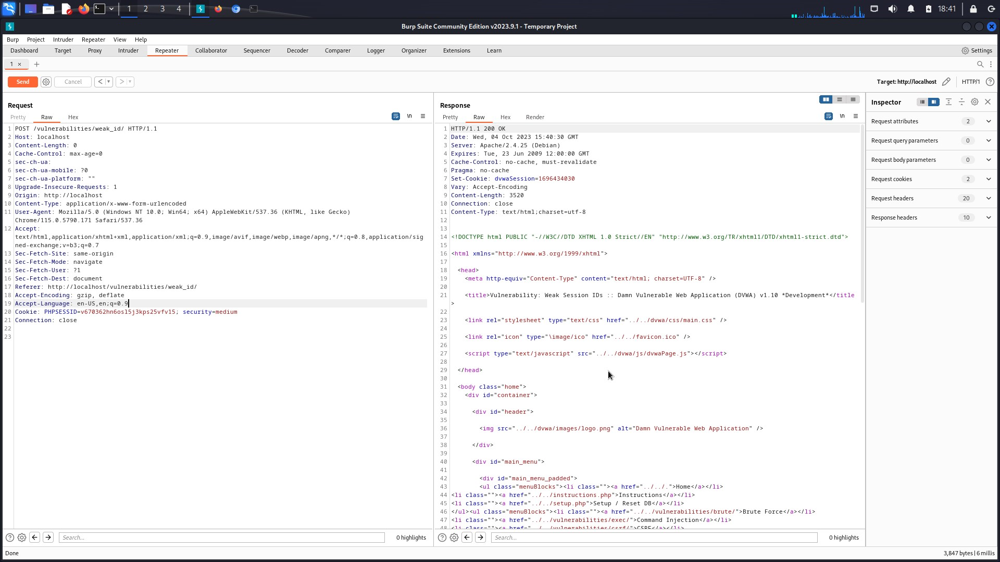 1 2 3 4 18:41
Burp Suite Community Edition v2023.9.1 - Temporary Project
Burp Project Intruder Repeater View Help
Dashboard Target Proxy Intruder Repeater Collaborator Sequencer Decoder Comparer Logger Organizer Extensions Learn Settings
1 × +
Send Cancel < > Target: http://localhost HTTP/1 ?
Request
Pretty Raw Hex \n
1 POST /vulnerabilities/weak_id/ HTTP/1.1
2 Host: localhost
3 Content-Length: 0
4 Cache-Control: max-age=0
5 sec-ch-ua:
6 sec-ch-ua-mobile: ?0
7 sec-ch-ua-platform: ""
8 Upgrade-Insecure-Requests: 1
9 Origin: http://localhost
10 Content-Type: application/x-www-form-urlencoded
11 User-Agent: Mozilla/5.0 (Windows NT 10.0; Win64; x64) AppleWebKit/537.36 (KHTML, like Gecko)
Chrome/115.0.5790.171 Safari/537.36
12 Accept:
text/html,application/xhtml+xml,application/xml;q=0.9,image/avif,image/webp,image/apng,*/*;q=0.8,application/sig
ned-exchange;v=b3;q=0.7
13 Sec-Fetch-Site: same-origin
14 Sec-Fetch-Mode: navigate
15 Sec-Fetch-User: ?1
16 Sec-Fetch-Dest: document
17 Referer: http://localhost/vulnerabilities/weak_id/
18 Accept-Encoding: gzip, deflate
19 Accept-Language: en-US,en;q=0.9
20 Cookie: PHPSESSID=v670362hn6osl5j3kps25vfv15; security=medium
21 Connection: close
22
23
Search... 0 highlights
Response
Pretty Raw Hex Render \n
1 HTTP/1.1 200 OK
2 Date: Wed, 04 Oct 2023 15:40:30 GMT
3 Server: Apache/2.4.25 (Debian)
4 Expires: Tue, 23 Jun 2009 12:00:00 GMT
5 Cache-Control: no-cache, must-revalidate
6 Pragma: no-cache
7 Set-Cookie: dvwaSession=1696434030
8 Vary: Accept-Encoding
9 Content-Length: 3520
10 Connection: close
11 Content-Type: text/html;charset=utf-8
12
13
14 <!DOCTYPE html PUBLIC "-//W3C//DTD XHTML 1.0 Strict//EN" "http://www.w3.org/TR/xhtml1/DTD/xhtml1-strict.dtd">
15
16 <html xmlns="http://www.w3.org/1999/xhtml">
17
18 <head>
19 <meta http-equiv="Content-Type" content="text/html; charset=UTF-8" />
20
21 <title>Vulnerability: Weak Session IDs :: Damn Vulnerable Web Application (DVWA) v1.10 *Development*</title
>
22
23 <link rel="stylesheet" type="text/css" href="../../dvwa/css/main.css" />
24
25 <link rel="icon" type="\image/ico" href="../../favicon.ico" />
26
27 <script type="text/javascript" src="../../dvwa/js/dvwaPage.js"></script>
28
29 </head>
30
31 <body class="home">
32 <div id="container">
33
34 <div id="header">
35
36 <img src="../../dvwa/images/logo.png" alt="Damn Vulnerable Web Application" />
37
38 </div>
39
40 <div id="main_menu">
41
42 <div id="main_menu_padded">
43 <ul class="menuBlocks"><li class=""><a href="../../.">Home</a></li>
44 <li class=""><a href="../../instructions.php">Instructions</a></li>
45 <li class=""><a href="../../setup.php">Setup / Reset DB</a></li>
46 </ul><ul class="menuBlocks"><li class=""><a href="../../vulnerabilities/brute/">Brute Force</a></li>
47 <li class=""><a href="../../vulnerabilities/exec/">Command Injection</a></li>
48 <li class=""><a href="../../vulnerabilities/csrf/">CSRF</a></li>
Search... 0 highlights
Inspector
Request attributes 2
Request query parameters 0
Request body parameters 0
Request cookies 2
Request headers 20
Response headers 10
Done 3,847 bytes | 6 millis